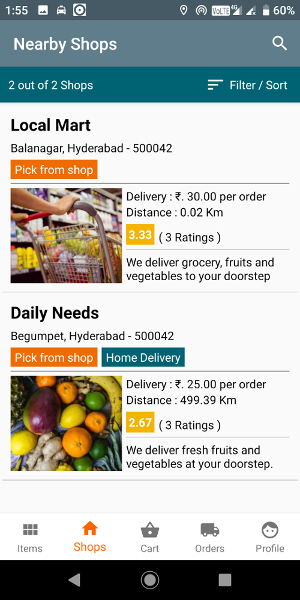 1:55 VoLTE 4G 60%
Nearby Shops
2 out of 2 Shops Filter / Sort
Local Mart
Balanagar, Hyderabad - 500042
Pick from shop
Delivery : ₹. 30.00 per order
Distance : 0.02 Km
3.33 ( 3 Ratings )
We deliver grocery, fruits and
vegetables to your doorstep
Daily Needs
Begumpet, Hyderabad - 500042
Pick from shop Home Delivery
Delivery : ₹. 25.00 per order
Distance : 499.39 Km
2.67 ( 3 Ratings )
We deliver fresh fruits and
vegetables at your doorstep.
Items Shops Cart Orders Profile